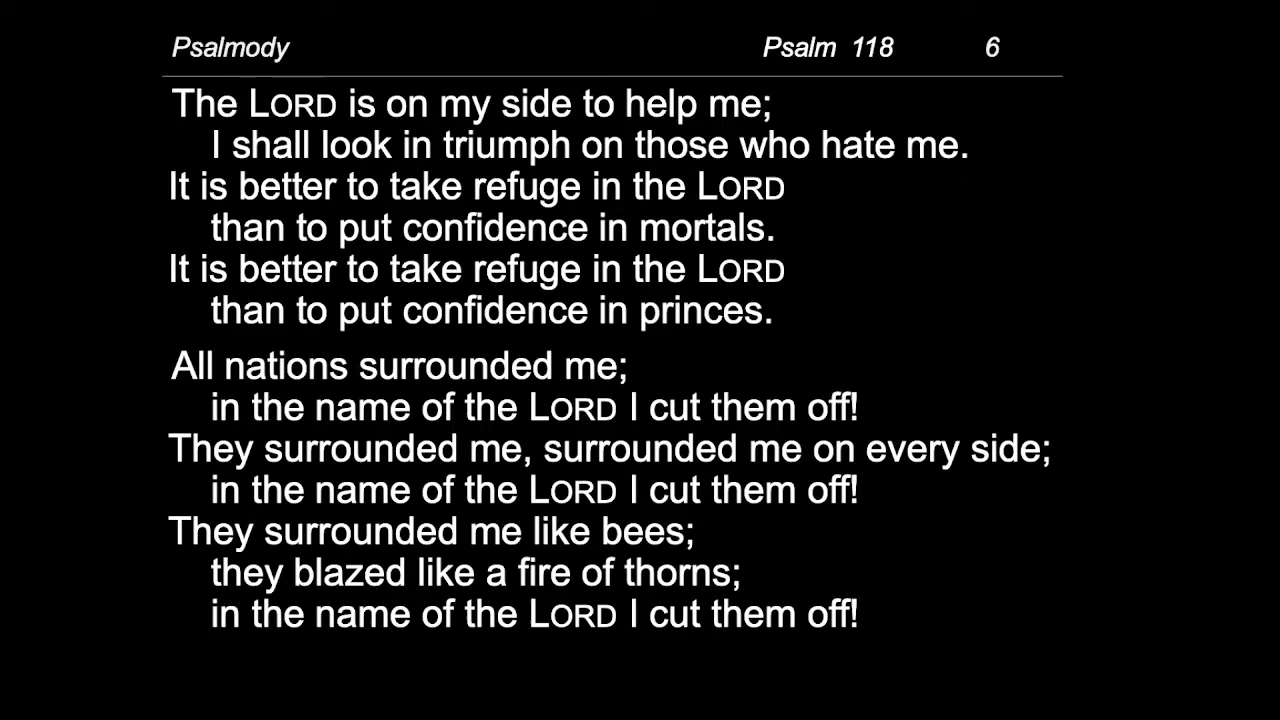 Psalmody Psalm 118 6
The LORD is on my side to help me;
I shall look in triumph on those who hate me.
It is better to take refuge in the LORD
than to put confidence in mortals.
It is better to take refuge in the LORD
than to put confidence in princes.
All nations surrounded me;
in the name of the LORD I cut them off!
They surrounded me, surrounded me on every side;
in the name of the LORD I cut them off!
They surrounded me like bees;
they blazed like a fire of thorns;
in the name of the LORD I cut them off!